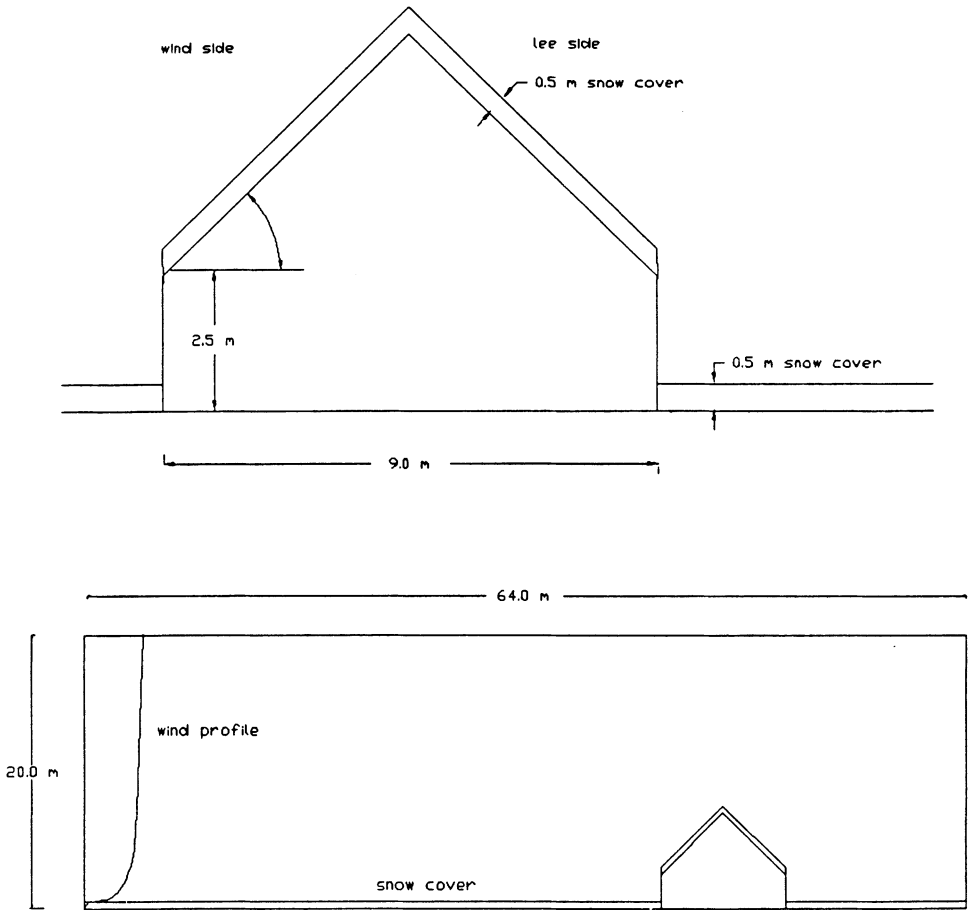 wind side
lee side
0.5 m snow cover
2.5 m
0.5 m snow cover
9.0 m
64.0 m
wind profile
20.0 m
snow cover